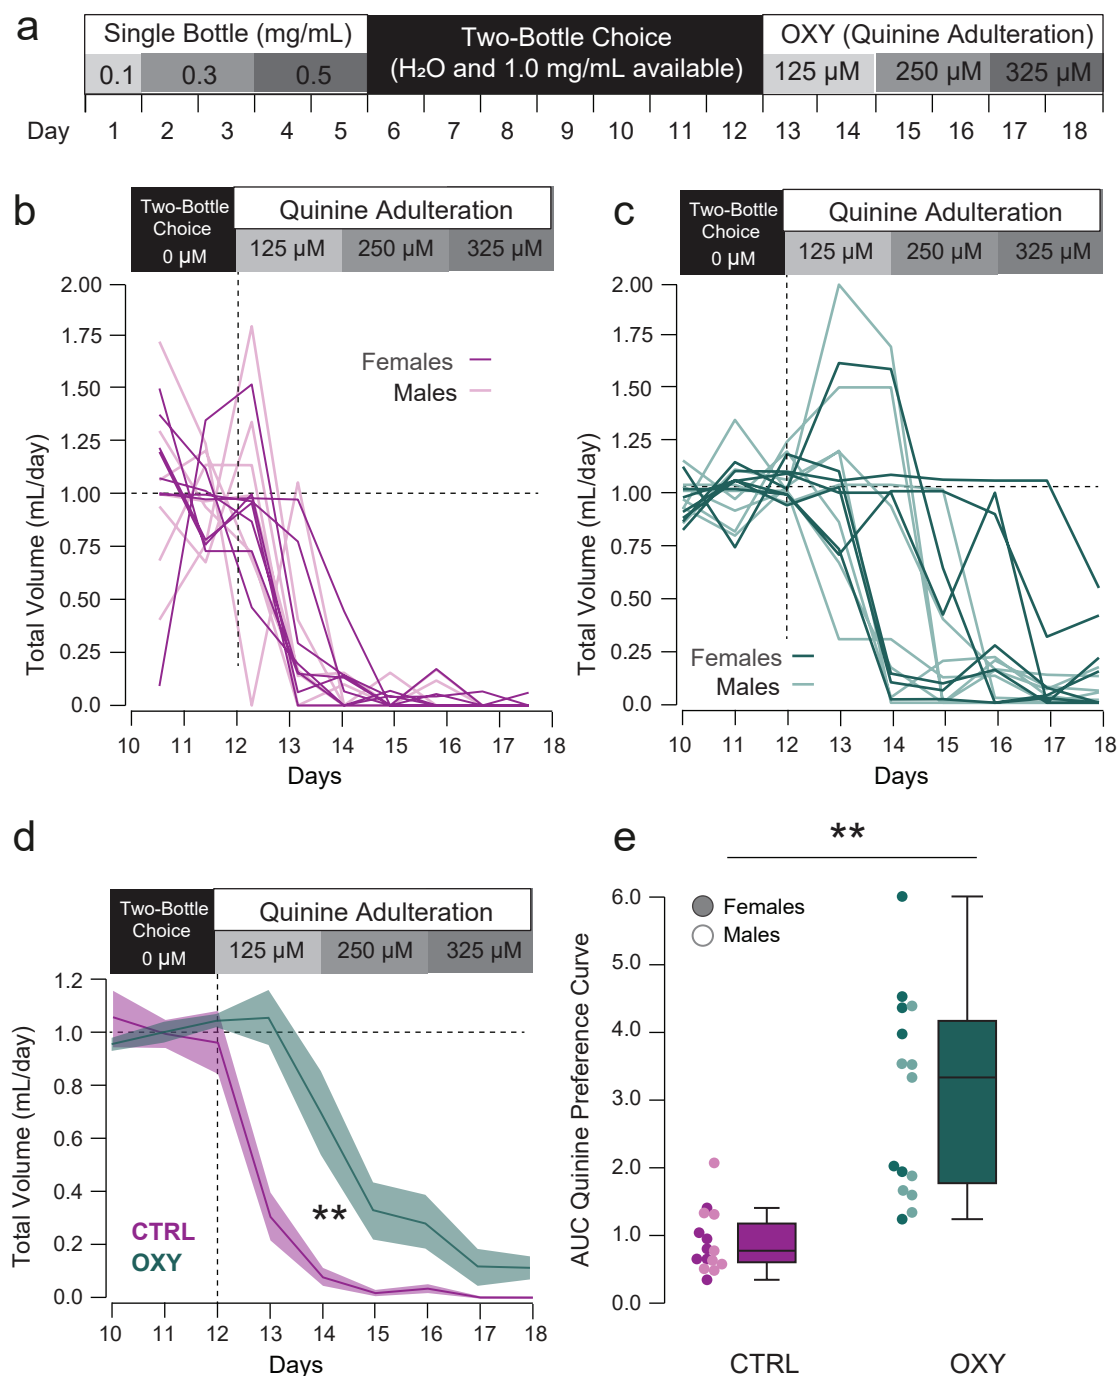 a
Single Bottle (mg/mL)
Two-Bottle Choice
(H₂O and 1.0 mg/mL available)
OXY (Quinine Adulteration)
0.1 0.3 0.5
125 µM 250 µM 325 µM
Day 1 2 3 4 5 6 7 8 9 10 11 12 13 14 15 16 17 18
b
Two-Bottle
Choice
0 µM
Quinine Adulteration
125 µM 250 µM 325 µM
Total Volume (mL/day)
2.00
1.75
1.50
1.25
1.00
0.75
0.50
0.25
0.0
Females
Males
10 11 12 13 14 15 16 17 18
Days
c
Two-Bottle
Choice
0 µM
Quinine Adulteration
125 µM 250 µM 325 µM
Total Volume (mL/day)
2.00
1.75
1.50
1.25
1.00
0.75
0.50
0.25
0.0
Females
Males
10 11 12 13 14 15 16 17 18
Days
d
Two-Bottle
Choice
0 µM
Quinine Adulteration
125 µM 250 µM 325 µM
Total Volume (mL/day)
1.2
1.0
0.8
0.6
0.4
0.2
0.0
**
CTRL
OXY
10 11 12 13 14 15 16 17 18
Days
e
**
Females
Males
AUC Quinine Preference Curve
6.0
5.0
4.0
3.0
2.0
1.0
0.0
CTRL OXY